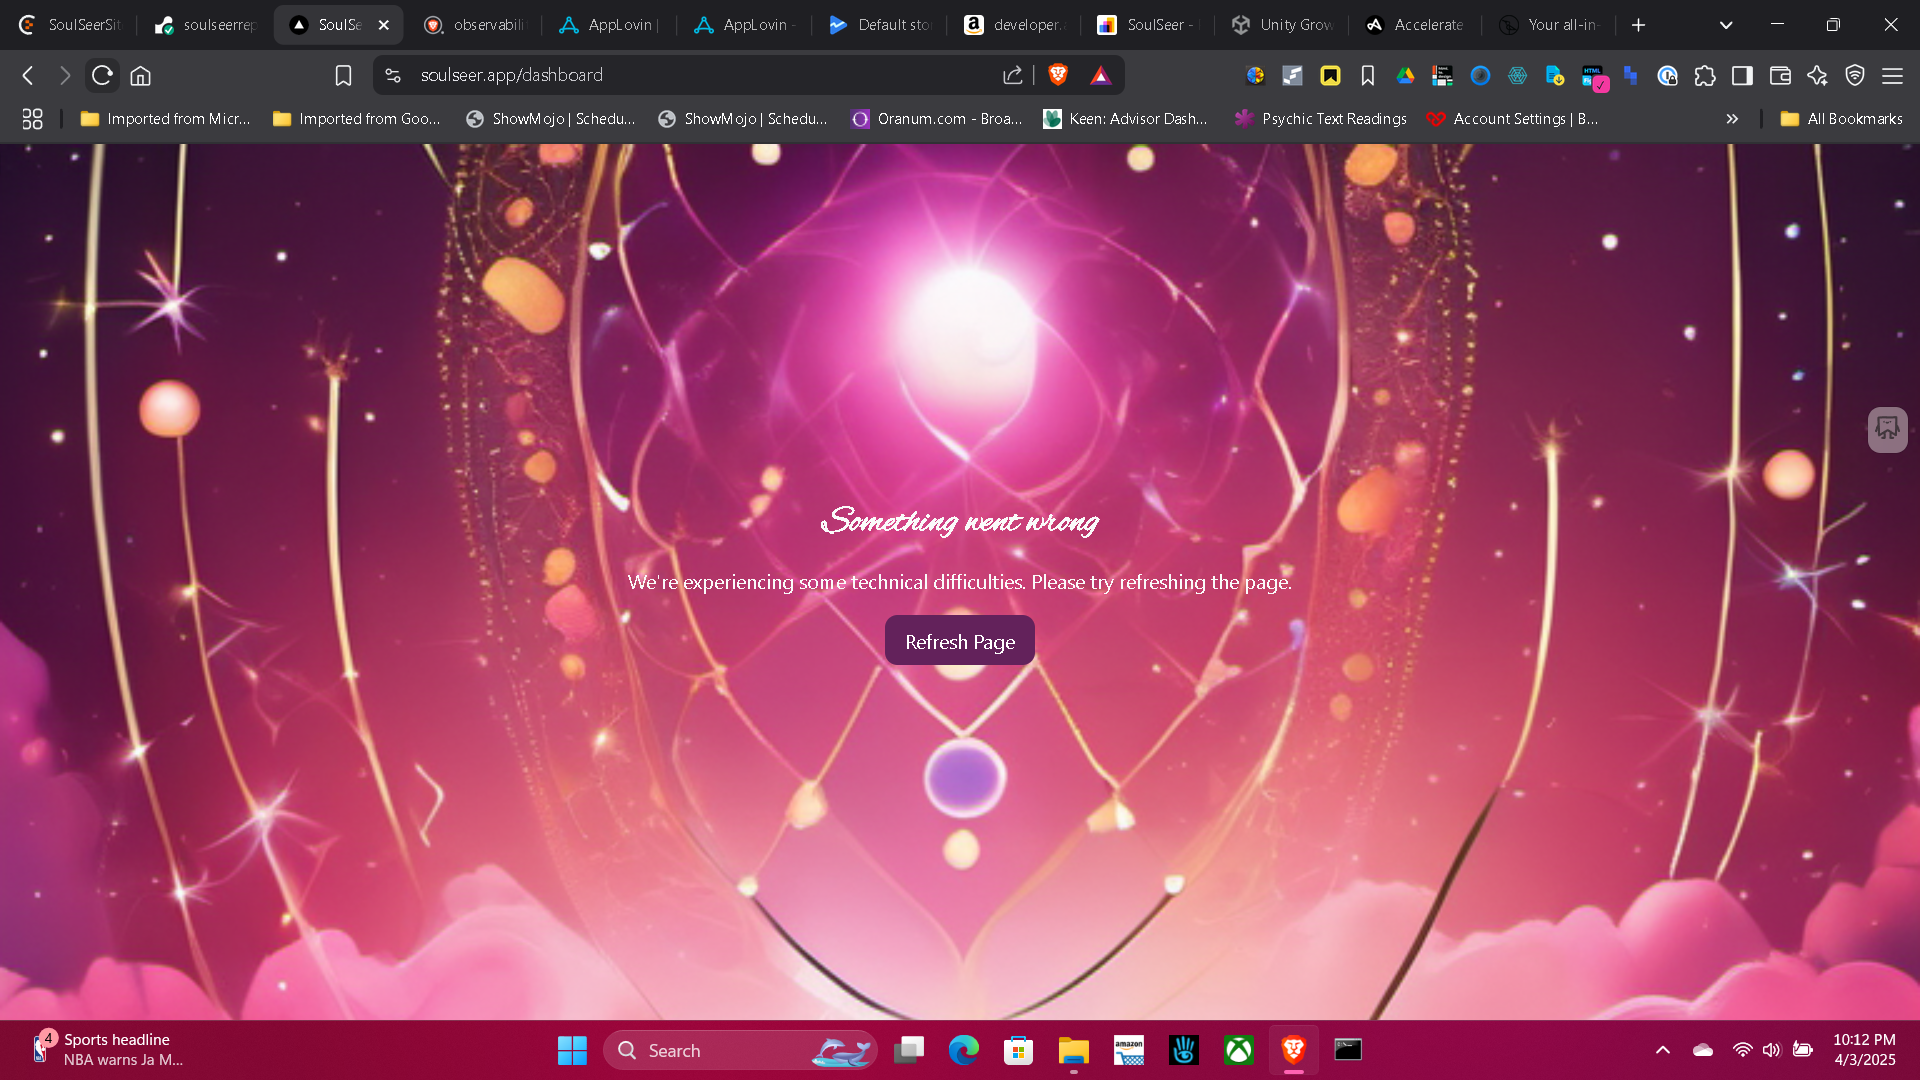 SoulSeerSit
soulseerrep
SoulSe
observabili
AppLovin |
AppLovin -
Default sto
developer.
SoulSeer -
Unity Grow
Accelerate
Your all-in-
soulseer.app/dashboard
Imported from Micr...
Imported from Goo...
ShowMojo | Schedu...
ShowMojo | Schedu...
Oranum.com - Broa...
Keen: Advisor Dash...
Psychic Text Readings
Account Settings | B...
All Bookmarks
Something went wrong
We're experiencing some technical difficulties. Please try refreshing the page.
Refresh Page
4
Sports headline
NBA warns Ja M...
Search
amazon
10:12 PM
4/3/2025